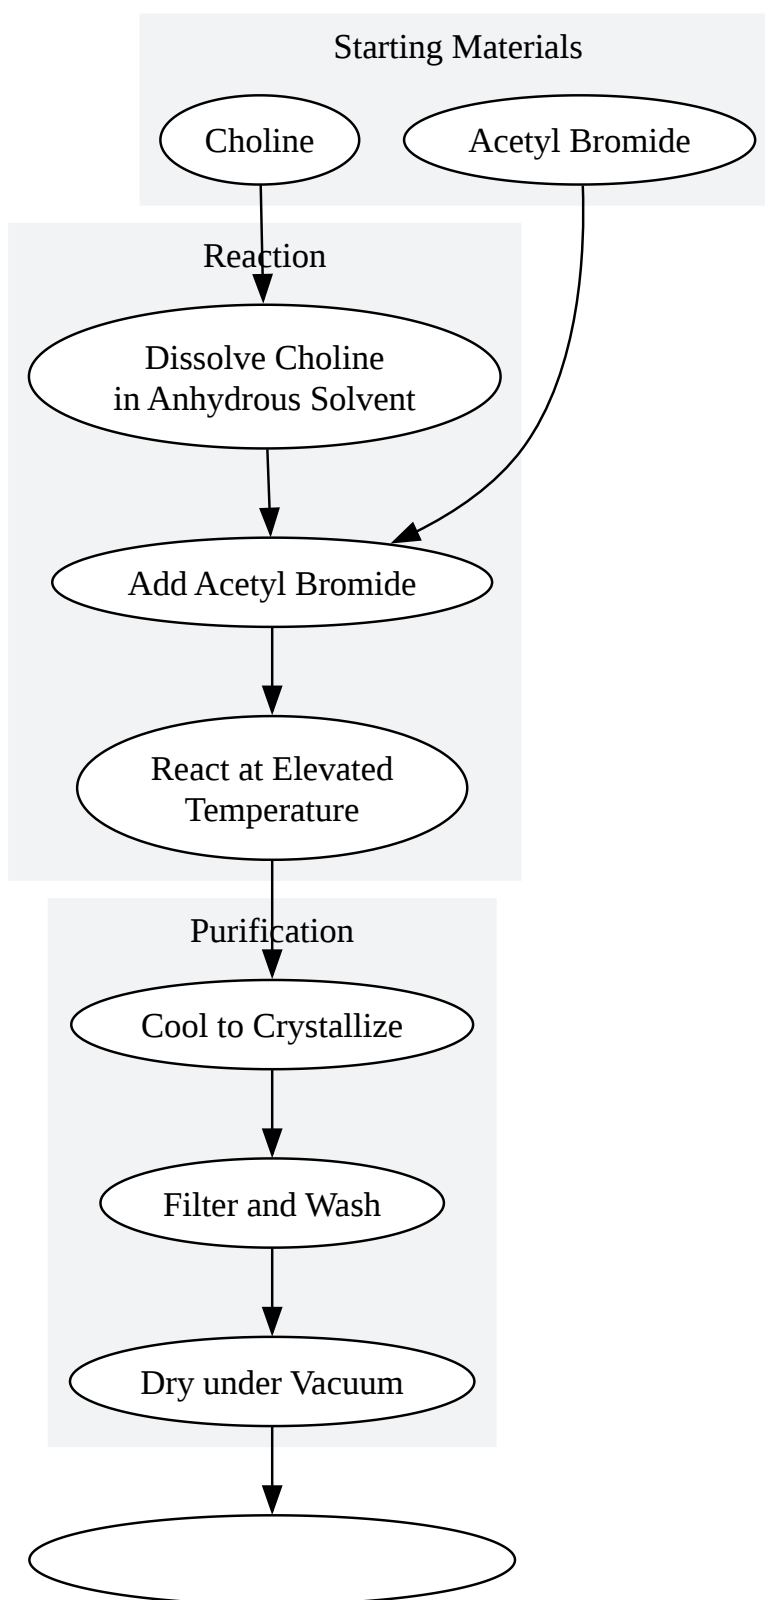 Starting Materials
Choline
Acetyl Bromide
Reaction
Dissolve Choline
in Anhydrous Solvent
Add Acetyl Bromide
React at Elevated
Temperature
Purification
Cool to Crystallize
Filter and Wash
Dry under Vacuum